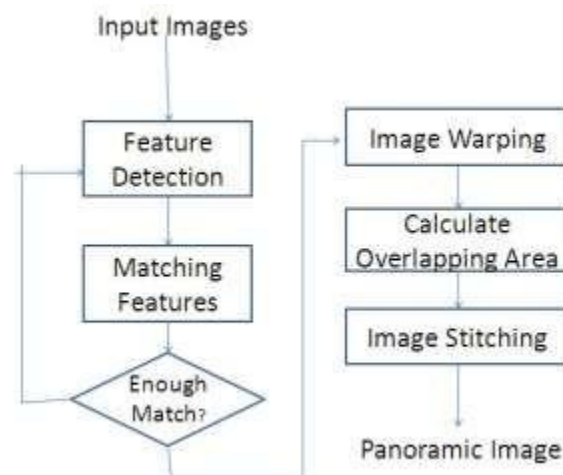 Input Images
Feature
Detection
Matching
Features
Enough
Match?
Image Warping
Calculate
Overlapping Area
Image Stitching
Panoramic Image